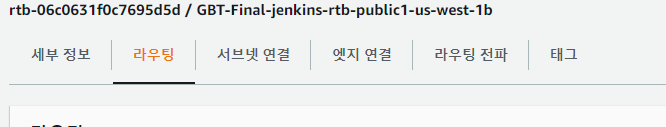 rtb-06c0631f0c7695d5d / GBT-Final-jenkins-rtb-public1-us-west-1b
세부 정보 라우팅 서브넷 연결 엣지 연결 라우팅 전파 태그